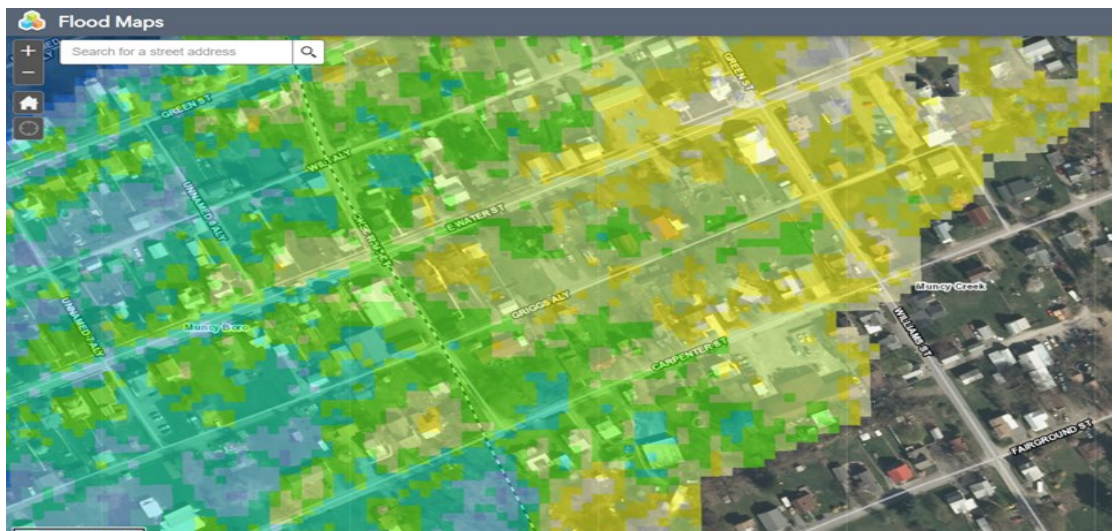 Flood Maps
+
Search for a street address
−
GREEN ST
GREEN ST
WEST ALY
UNNAMED ALY
E WATER ST
GRIGGS ALY
Muncy Creek
UNNAMED ALY
Muncy Boro
CARPENTER ST
WILLIAMS ST
FAIRGROUND ST